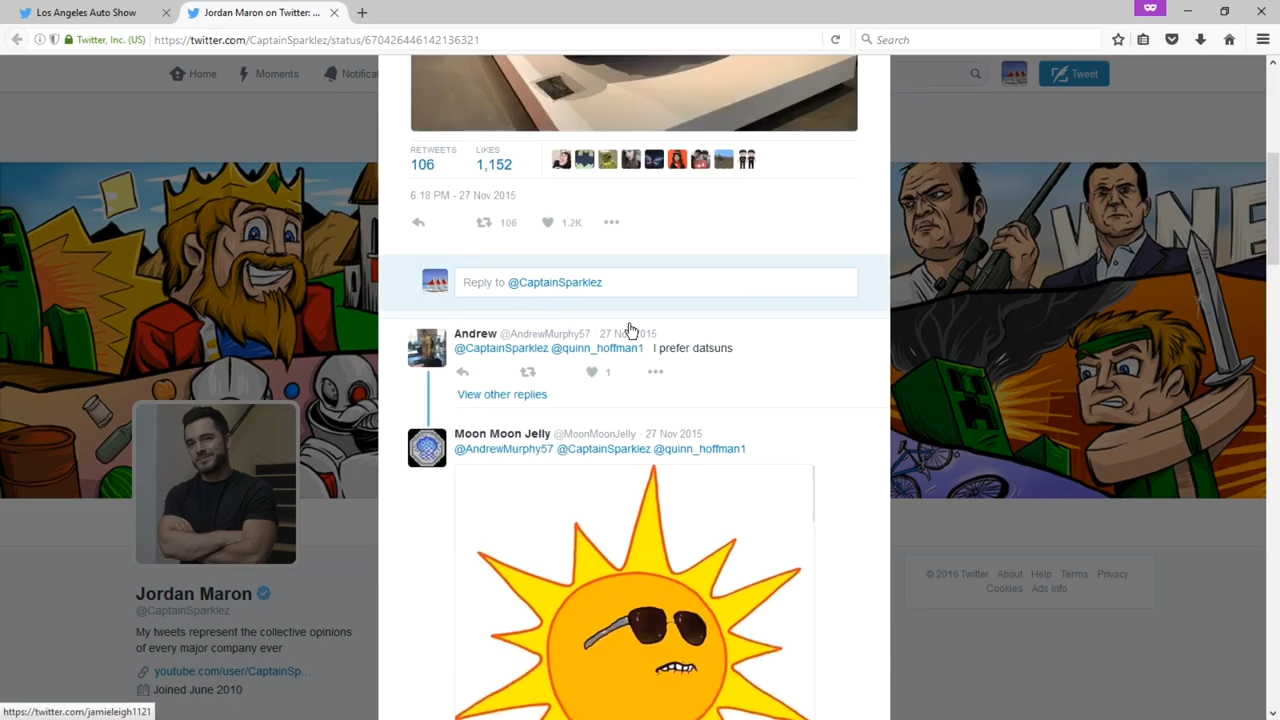 Los Angeles Auto Show
Jordan Maron on Twitter: ...
Twitter, Inc. (US)
https://twitter.com/CaptainSparklez/status/670426446142136321
Search
Home
Moments
Notificat
Tweet
RETWEETS
LIKES
106
1,152
6:18 PM - 27 Nov 2015
106
1.2K
Reply to @CaptainSparklez
Andrew @AndrewMurphy57 · 27 Nov 2015
@CaptainSparklez @quinn_hoffman1 I prefer datsuns
1
View other replies
Moon Moon Jelly @MoonMoonJelly · 27 Nov 2015
@AndrewMurphy57 @CaptainSparklez @quinn_hoffman1
Jordan Maron
@CaptainSparklez
My tweets represent the collective opinions
of every major company ever
youtube.com/user/CaptainSp...
Joined June 2010
© 2016 Twitter About Help Terms Privacy
Cookies Ads info
https://twitter.com/jamieleigh1121